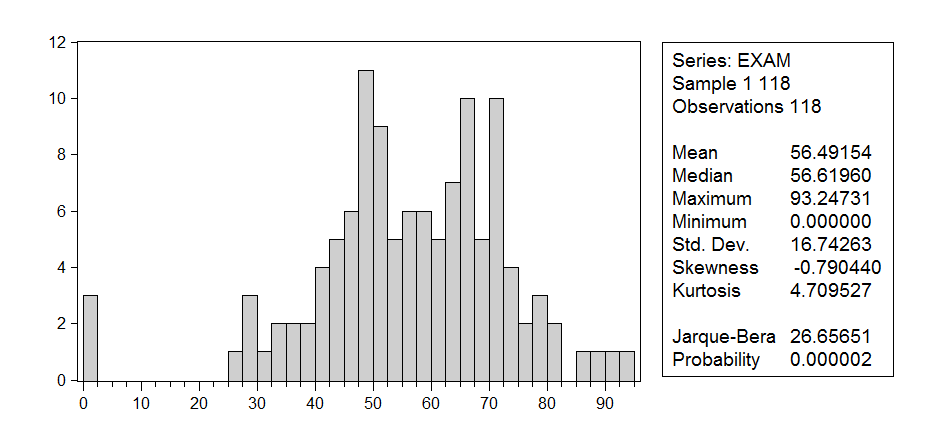 12
10
8
6
4
2
0
0 10 20 30 40 50 60 70 80 90
Series: EXAM
Sample 1 118
Observations 118
Mean 56.49154
Median 56.61960
Maximum 93.24731
Minimum 0.000000
Std. Dev. 16.74263
Skewness -0.790440
Kurtosis 4.709527
Jarque-Bera 26.65651
Probability 0.000002